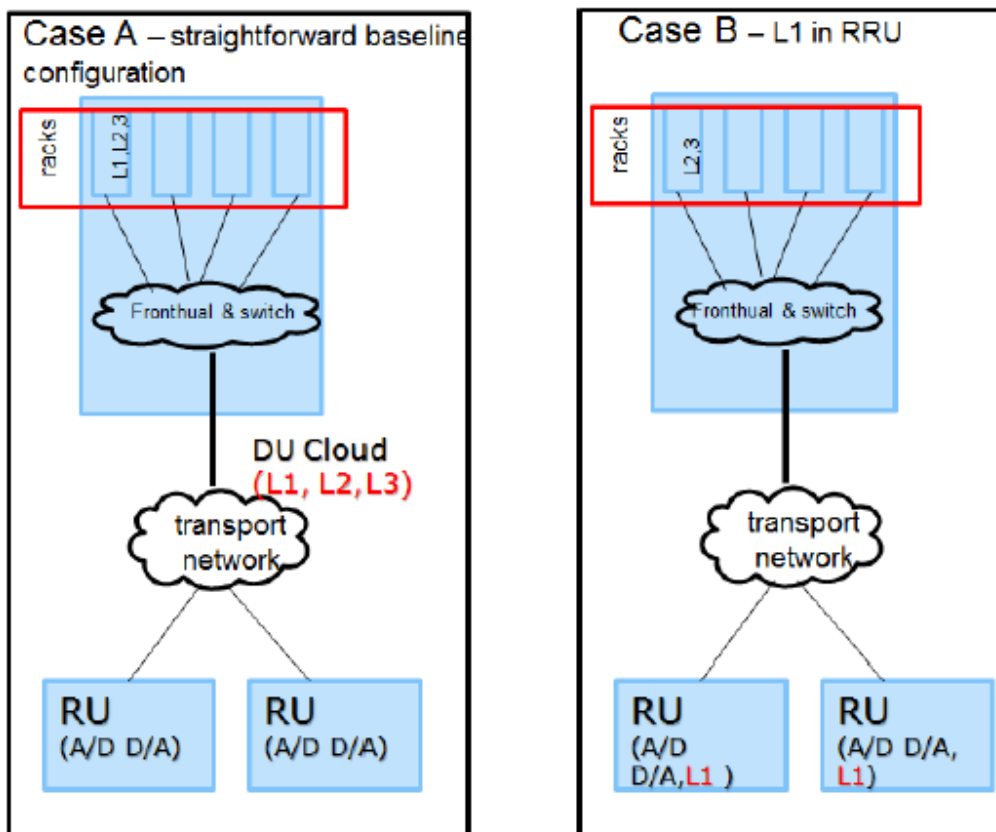 Case A – straightforward baseline
configuration
racks
L1,L2,3
Fronthual & switch
DU Cloud
(L1, L2,L3)
transport
network
RU
(A/D D/A)
RU
(A/D D/A)
Case B – L1 in RRU
racks
L2,3
Fronthual & switch
transport
network
RU
(A/D
D/A,L1 )
RU
(A/D D/A,
L1)